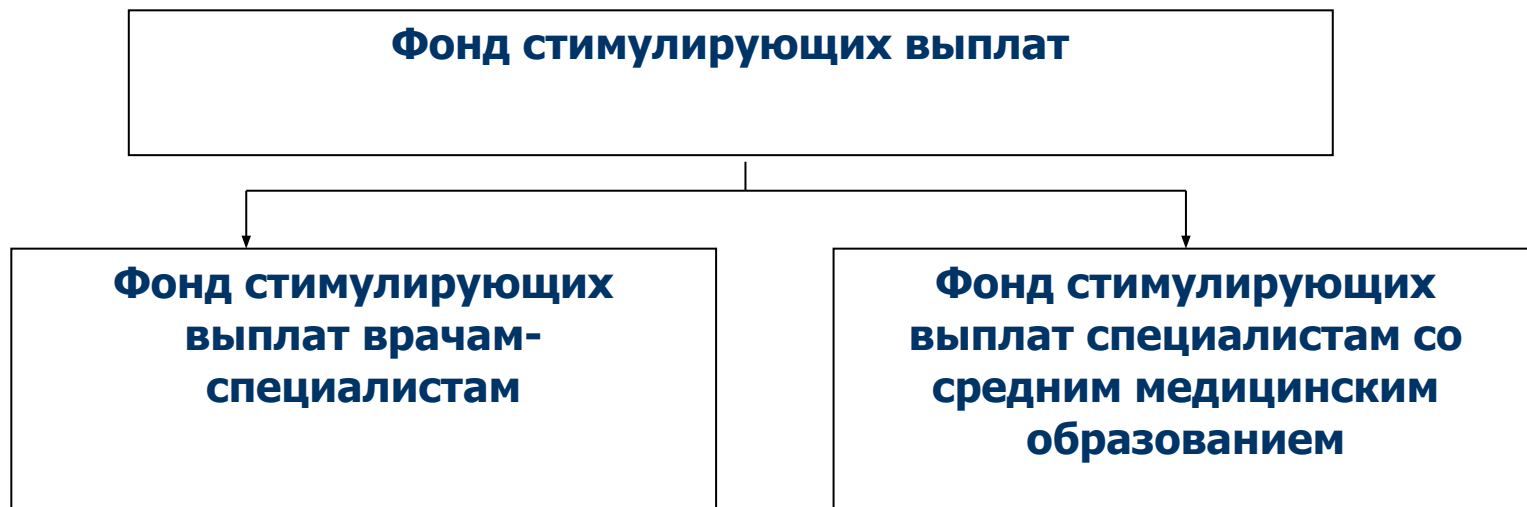 Фонд стимулирующих выплат
Фонд стимулирующих
выплат врачам-
специалистам
Фонд стимулирующих
выплат специалистам со
средним медицинским
образованием